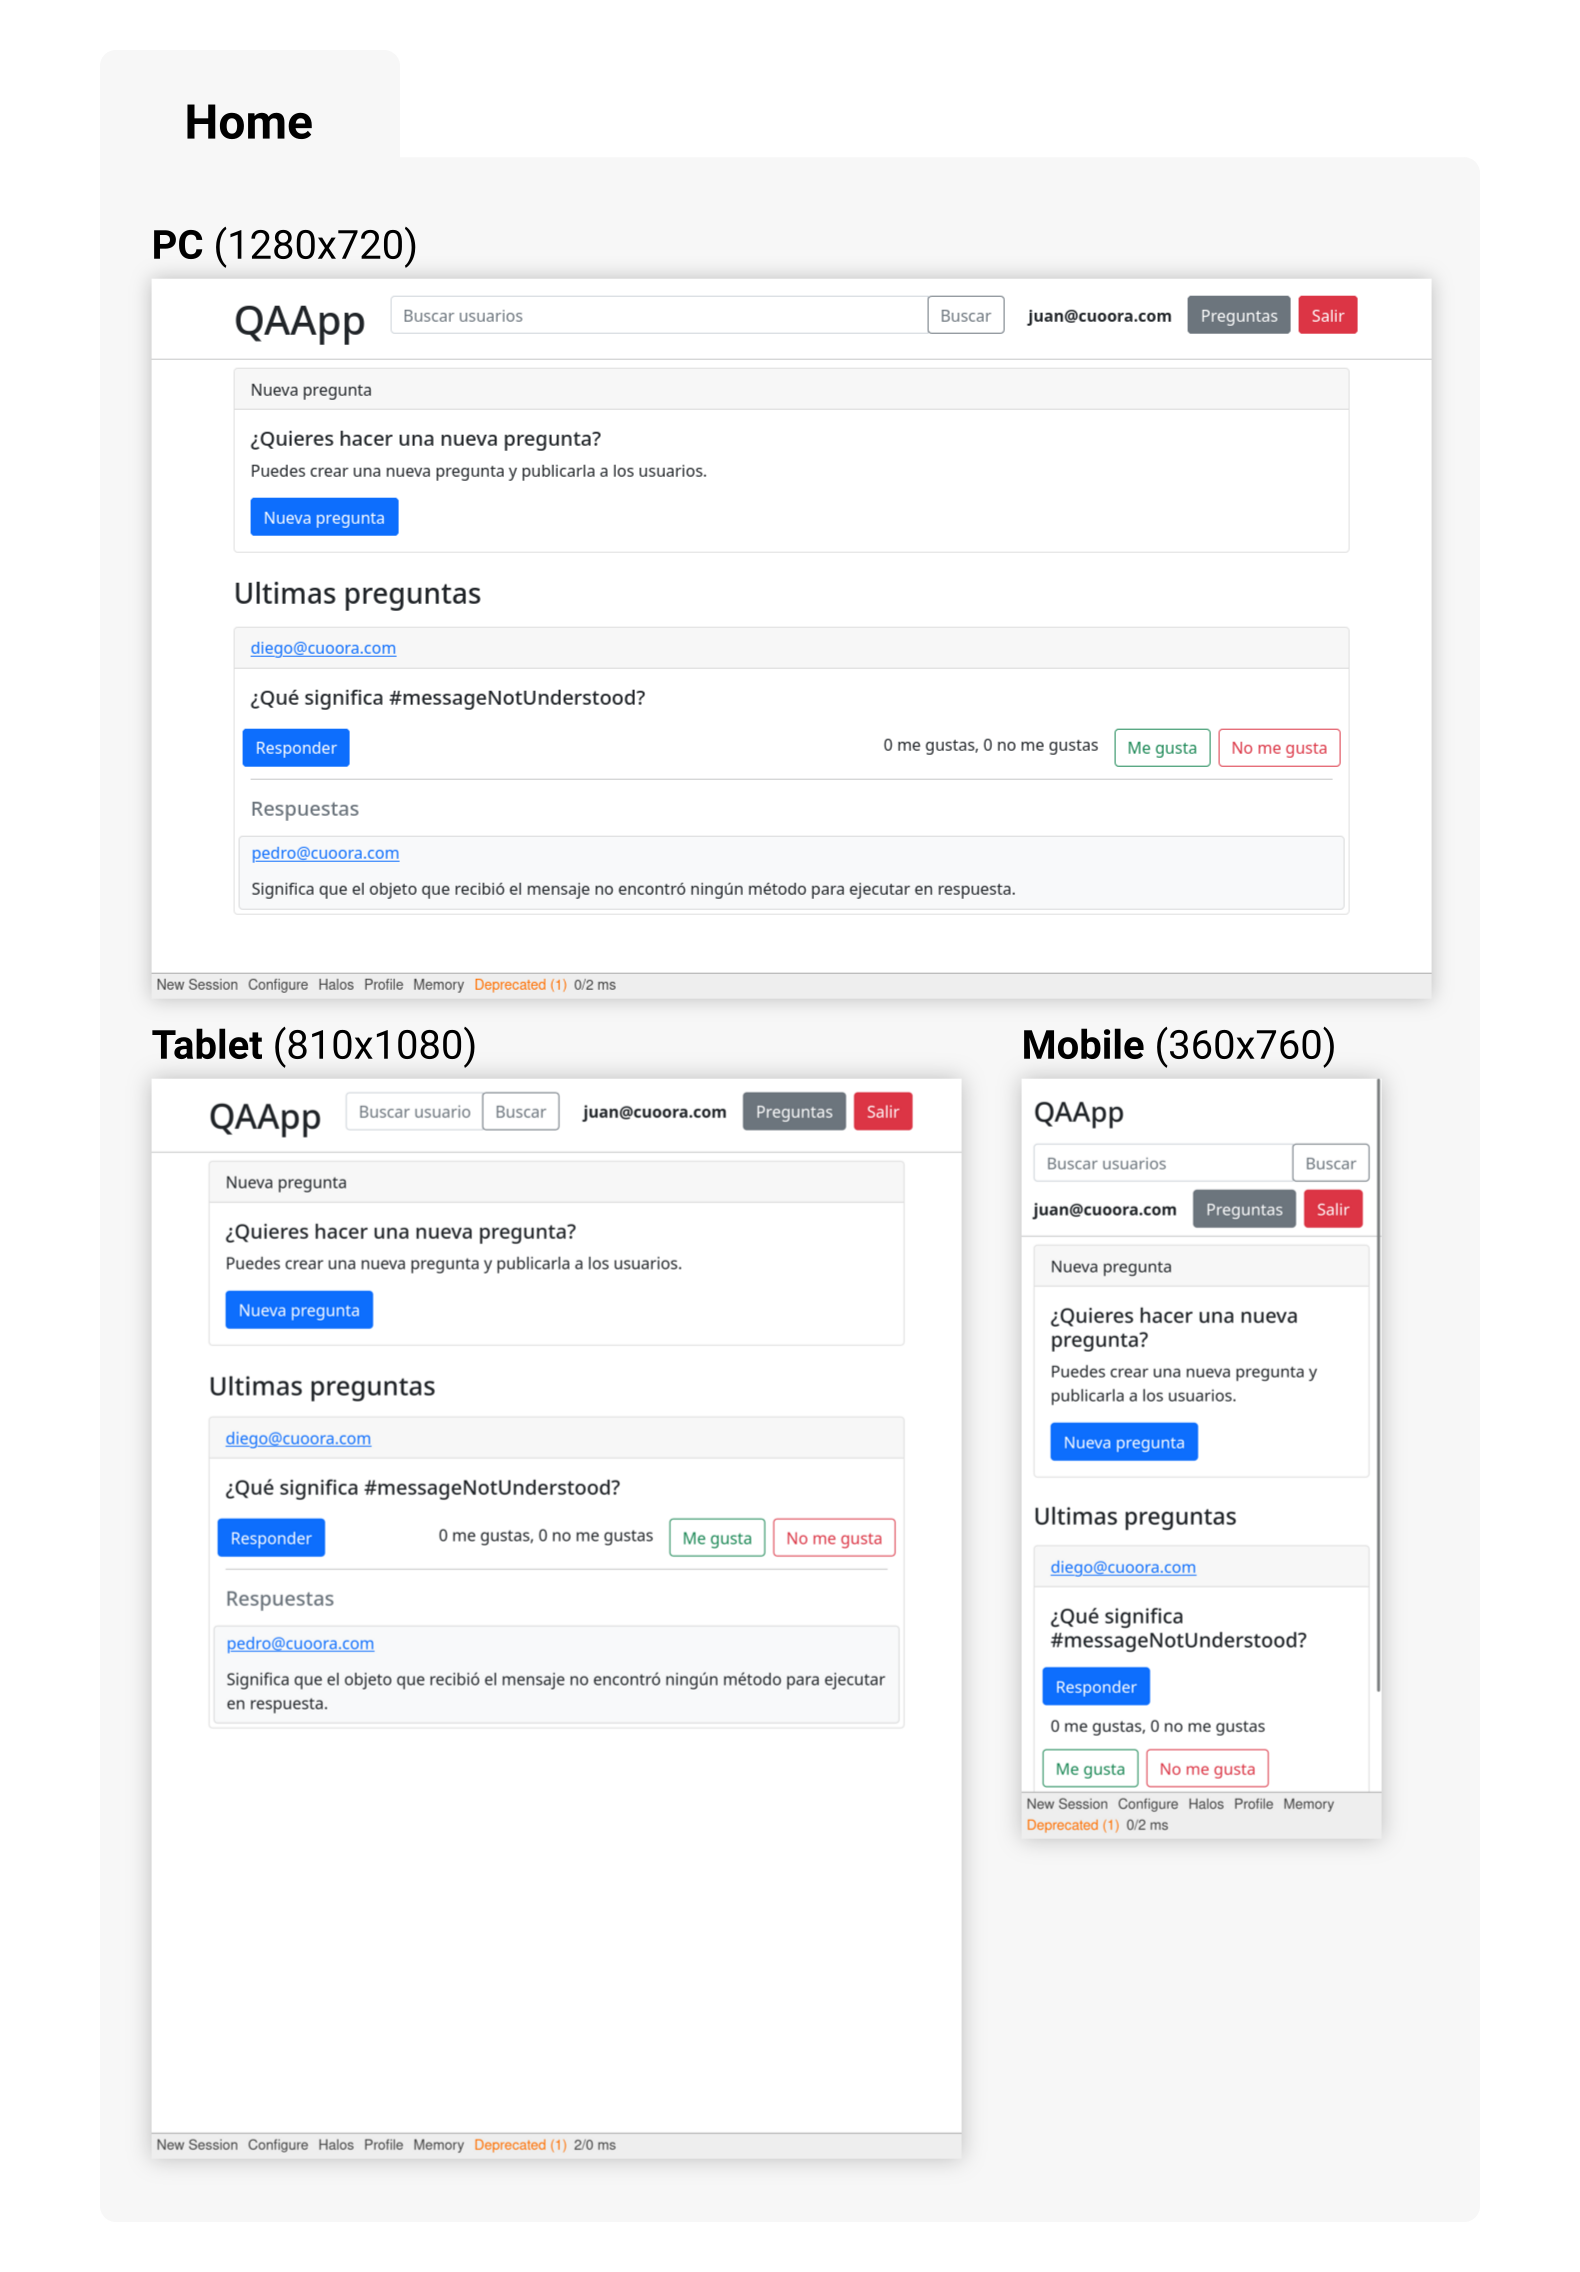 Home
PC (1280x720)
QAApp Buscar usuarios Buscar juan@cuoora.com Preguntas Salir
Nueva pregunta
¿Quieres hacer una nueva pregunta?
Puedes crear una nueva pregunta y publicarla a los usuarios.
Nueva pregunta
Ultimas preguntas
diego@cuoora.com
¿Qué significa #messageNotUnderstood?
Responder 0 me gustas, 0 no me gustas Me gusta No me gusta
Respuestas
pedro@cuoora.com
Significa que el objeto que recibió el mensaje no encontró ningún método para ejecutar en respuesta.
New Session Configure Halos Profile Memory Deprecated (1) 0/2 ms
Tablet (810x1080)
QAApp Buscar usuario Buscar juan@cuoora.com Preguntas Salir
Nueva pregunta
¿Quieres hacer una nueva pregunta?
Puedes crear una nueva pregunta y publicarla a los usuarios.
Nueva pregunta
Ultimas preguntas
diego@cuoora.com
¿Qué significa #messageNotUnderstood?
Responder 0 me gustas, 0 no me gustas Me gusta No me gusta
Respuestas
pedro@cuoora.com
Significa que el objeto que recibió el mensaje no encontró ningún método para ejecutar
en respuesta.
New Session Configure Halos Profile Memory Deprecated (1) 2/0 ms
Mobile (360x760)
QAApp
Buscar usuarios Buscar
juan@cuoora.com Preguntas Salir
Nueva pregunta
¿Quieres hacer una nueva
pregunta?
Puedes crear una nueva pregunta y
publicarla a los usuarios.
Nueva pregunta
Ultimas preguntas
diego@cuoora.com
¿Qué significa
#messageNotUnderstood?
Responder
0 me gustas, 0 no me gustas
Me gusta No me gusta
New Session Configure Halos Profile Memory
Deprecated (1) 0/2 ms